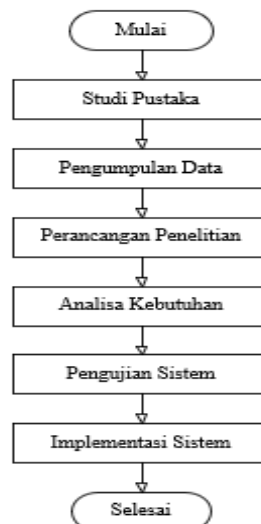 Mulai
Studi Pustaka
Pengumpulan Data
Perancangan Penelitian
Analisa Kebutuhan
Pengujian Sistem
Implementasi Sistem
Selesai